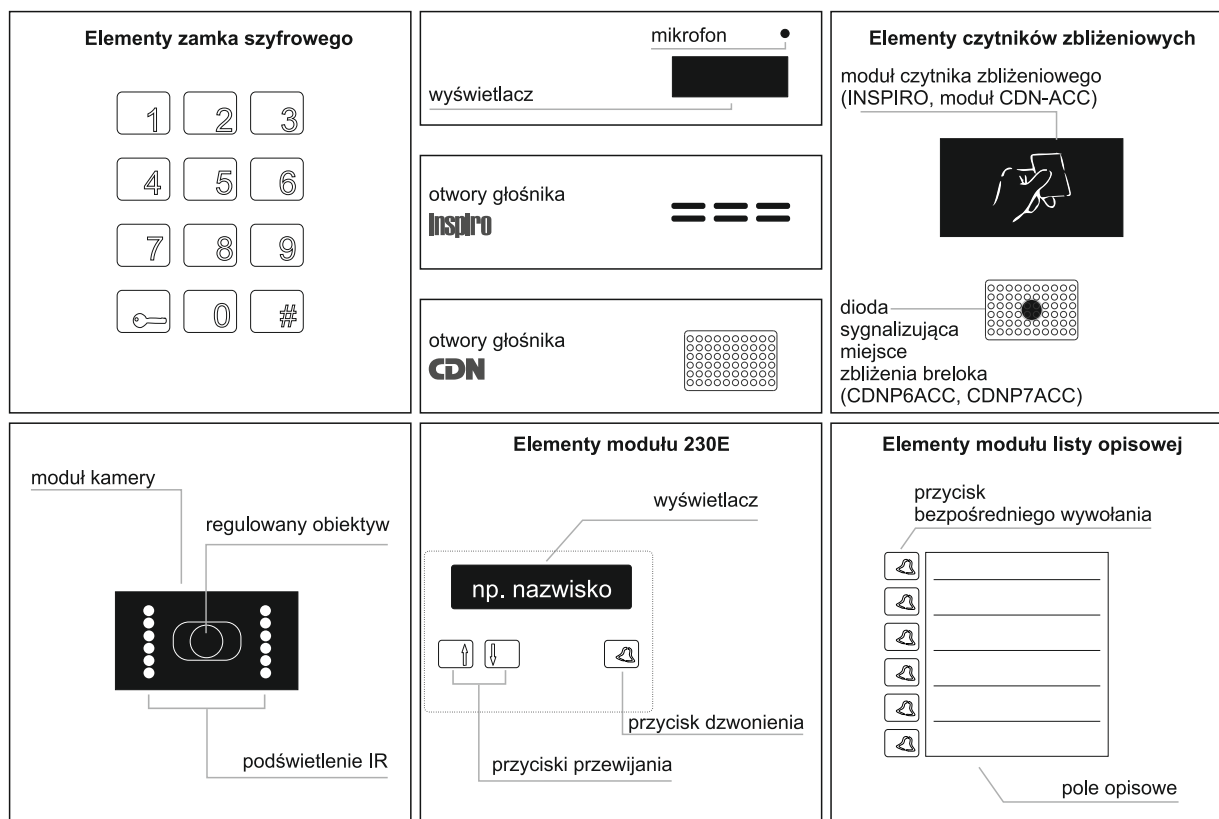 Elementy zamka szyfrowego
1 2 3
4 5 6
7 8 9
0 #
mikrofon
wyświetlacz
otwory głośnika
Inspiro
otwory głośnika
CDN
Elementy czytników zbliżeniowych
moduł czytnika zbliżeniowego
(INSPIRO, moduł CDN-ACC)
dioda
sygnalizująca
miejsce
zbliżenia breloka
(CDNP6ACC, CDNP7ACC)
moduł kamery
regulowany obiektyw
podświetlenie IR
Elementy modułu 230E
wyświetlacz
np. nazwisko
przycisk dzwonienia
przyciski przewijania
Elementy modułu listy opisowej
przycisk
bezpośredniego wywołania
pole opisowe